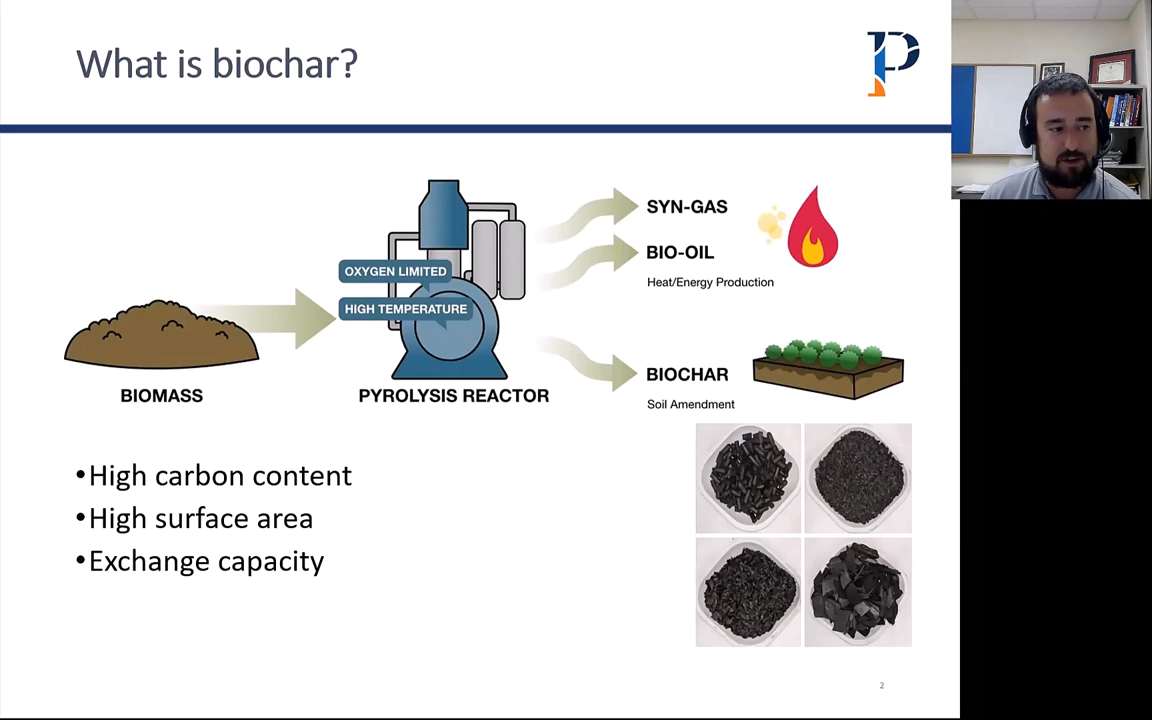 What is biochar?
P
OXYGEN LIMITED
HIGH TEMPERATURE
BIOMASS
PYROLYSIS REACTOR
SYN-GAS
BIO-OIL
Heat/Energy Production
BIOCHAR
Soil Amendment
•High carbon content
•High surface area
•Exchange capacity
2